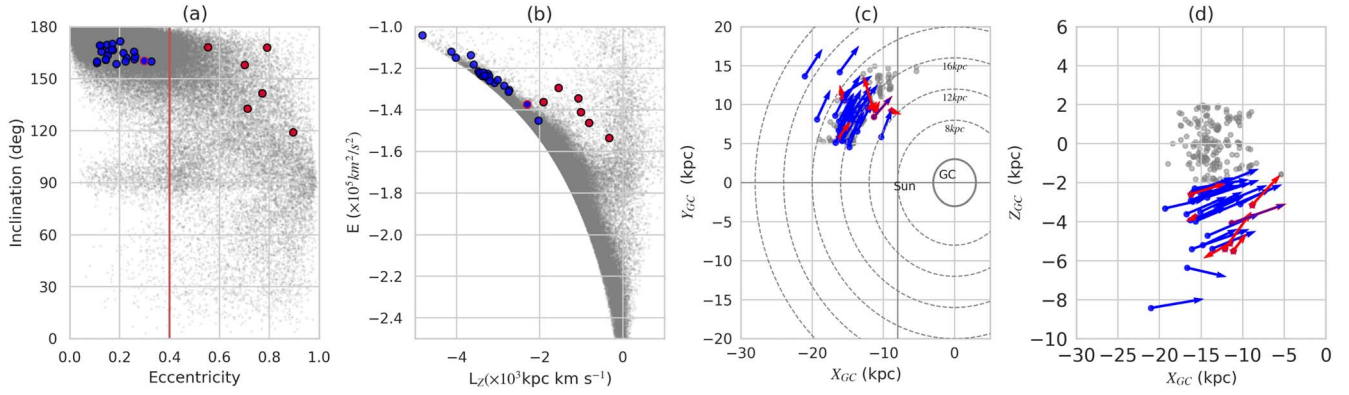 (a)
Inclination (deg)
180
150
120
90
60
30
0
0.0 0.2 0.4 0.6 0.8 1.0
Eccentricity
(b)
E (×10⁵km²/s²)
−1.0
−1.2
−1.4
−1.6
−1.8
−2.0
−2.2
−2.4
−4 −2 0
L_Z(×10³kpc km s⁻¹)
(c)
Y_GC (kpc)
20
15
10
5
0
−5
−10
−15
−20
16kpc
12kpc
8kpc
GC
Sun
−30 −20 −10 0
X_GC (kpc)
(d)
Z_GC (kpc)
6
4
2
0
−2
−4
−6
−8
−10
−30 −25 −20 −15 −10 −5 0
X_GC (kpc)